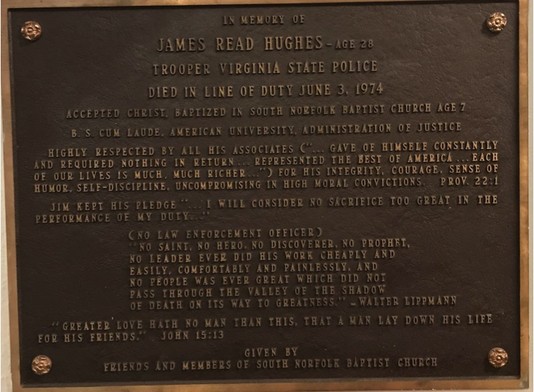 IN MEMORY OF
JAMES READ HUGHES - AGE 28
TROOPER VIRGINIA STATE POLICE
DIED IN LINE OF DUTY JUNE 3, 1974
ACCEPTED CHRIST, BAPTIZED IN SOUTH NORFOLK BAPTIST CHURCH AGE 7
B.S. CUM LAUDE, AMERICAN UNIVERSITY, ADMINISTRATION OF JUSTICE
HIGHLY RESPECTED BY ALL HIS ASSOCIATES ("... GAVE OF HIMSELF CONSTANTLY
AND REQUIRED NOTHING IN RETURN... REPRESENTED THE BEST OF AMERICA ...EACH
OF OUR LIVES IS MUCH, MUCH RICHER...") FOR HIS INTEGRITY, COURAGE, SENSE OF
HUMOR, SELF-DISCIPLINE, UNCOMPROMISING IN HIGH MORAL CONVICTIONS. PROV. 22:1
JIM KEPT HIS PLEDGE "... I WILL CONSIDER NO SACRIFICE TOO GREAT IN THE
PERFORMANCE OF MY DUTY..."
(NO LAW ENFORCEMENT OFFICER)
"NO SAINT, NO HERO, NO DISCOVERER, NO PROPHET,
NO LEADER EVER DID HIS WORK CHEAPLY AND
EASILY, COMFORTABLY AND PAINLESSLY, AND
NO PEOPLE WAS EVER GREAT WHICH DID NOT
PASS THROUGH THE VALLEY OF THE SHADOW
OF DEATH ON ITS WAY TO GREATNESS." -WALTER LIPPMANN
"GREATER LOVE HATH NO MAN THAN THIS, THAT A MAN LAY DOWN HIS LIFE
FOR HIS FRIENDS." JOHN 15:13
GIVEN BY
FRIENDS AND MEMBERS OF SOUTH NORFOLK BAPTIST CHURCH